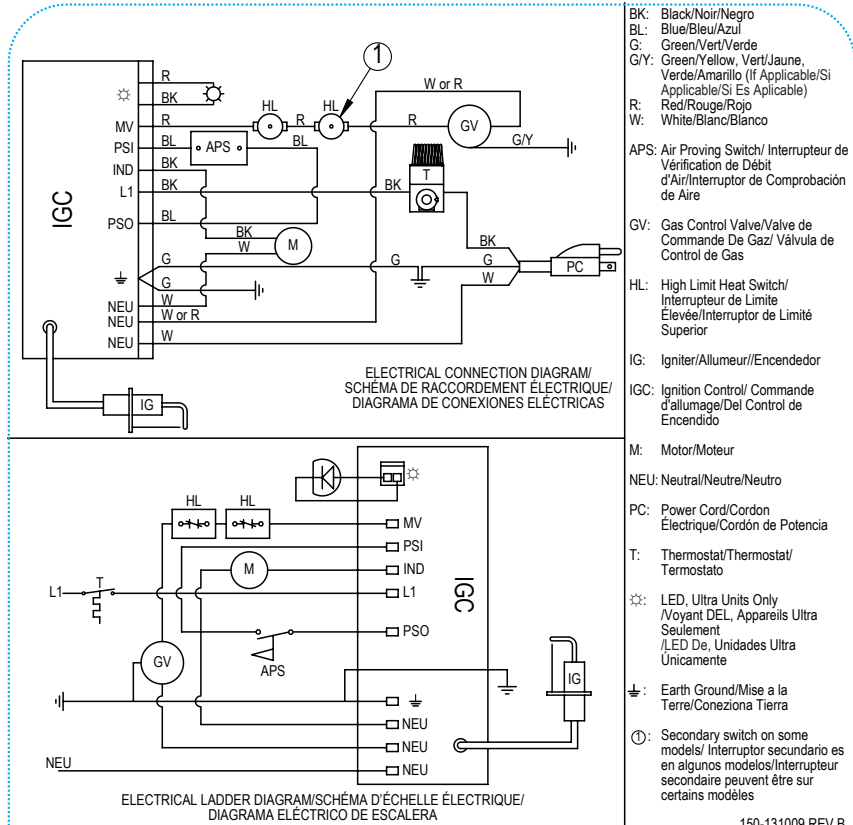 R
BK
MV
R
HL
R
HL
1
R
GV
W or R
G/Y
PSI
BL
APS
BL
IND
BK
L1
BK
BK
T
IGC
PSO
BL
BK
W
M
BK
G
G
G
W
PC
G
NEU
W
NEU
W or R
NEU
W
IG
ELECTRICAL CONNECTION DIAGRAM/
SCHÉMA DE RACCORDEMENT ÉLECTRIQUE/
DIAGRAMA DE CONEXIONES ELÉCTRICAS
HL
HL
MV
PSI
M
IND
L1
T
L1
IGC
PSO
APS
GV
IG
NEU
NEU
NEU
NEU
ELECTRICAL LADDER DIAGRAM/SCHÉMA D'ÉCHELLE ÉLECTRIQUE/
DIAGRAMA ELÉCTRICO DE ESCALERA
BK: Black/Noir/Negro
BL: Blue/Bleu/Azul
G: Green/Vert/Verde
G/Y: Green/Yellow, Vert/Jaune,
Verde/Amarillo (If Applicable/Si
Applicable/Si Es Aplicable)
R: Red/Rouge/Rojo
W: White/Blanc/Blanco
APS: Air Proving Switch/ Interrupteur de
Vérification de Débit
d'Air/Interruptor de Comprobación
de Aire
GV: Gas Control Valve/Valve de
Commande De Gaz/ Válvula de
Control de Gas
HL: High Limit Heat Switch/
Interrupteur de Limite
Élevée/Interruptor de Limité
Superior
IG: Igniter/Allumeur//Encendedor
IGC: Ignition Control/ Commande
d'allumage/Del Control de
Encendido
M: Motor/Moteur
NEU: Neutral/Neutre/Neutro
PC: Power Cord/Cordon
Électrique/Cordón de Potencia
T: Thermostat/Thermostat/
Termostato
: LED, Ultra Units Only
/Voyant DEL, Appareils Ultra
Seulement
/LED De, Unidades Ultra
Únicamente
: Earth Ground/Mise a la
Terre/Coneziona Tierra
1: Secondary switch on some
models/ Interruptor secundario es
en algunos modelos/Interrupteur
secondaire peuvent être sur
certains modèles
150-131009 REV B